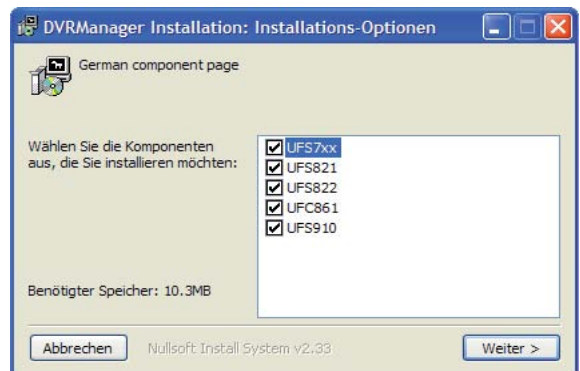 DVRManager Installation: Installations-Optionen
German component page
Wählen Sie die Komponenten
aus, die Sie installieren möchten:
UFS7xx
UFS821
UFS822
UFC861
UFS910
Benötigter Speicher: 10.3MB
Abbrechen
Nullsoft Install System v2.33
Weiter >